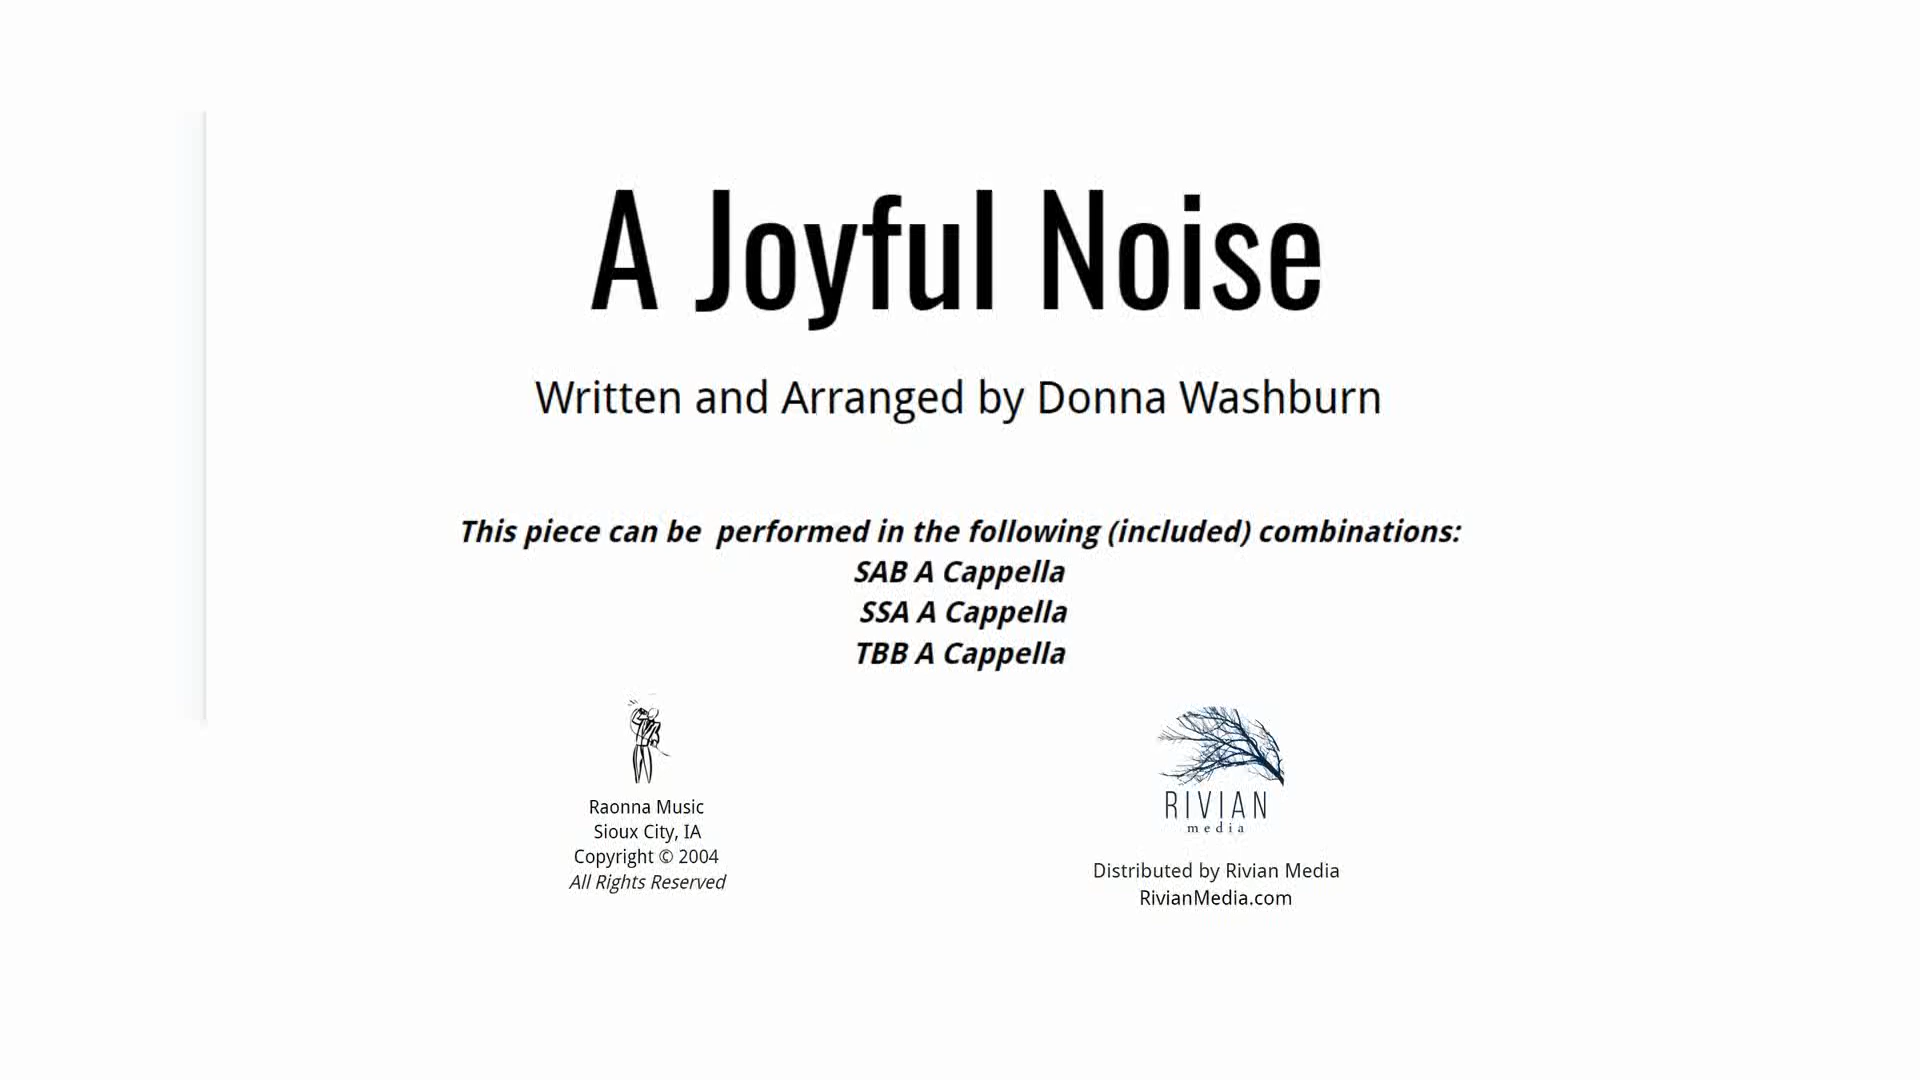 A Joyful Noise
Written and Arranged by Donna Washburn
This piece can be  performed in the following (included) combinations:
SAB A Cappella
SSA A Cappella
TBB A Cappella
Raonna Music
Sioux City, IA
Copyright © 2004
All Rights Reserved
RIVIAN
media
Distributed by Rivian Media
RivianMedia.com